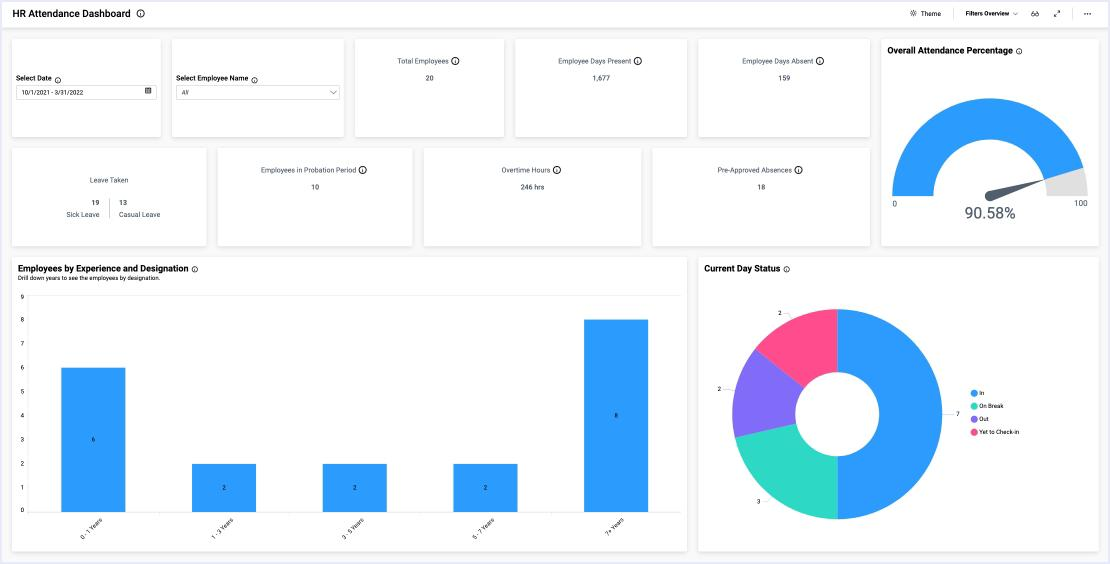 HR Attendance Dashboard
Theme
Filters Overview
Select Date
10/1/2021 - 3/31/2022
Select Employee Name
All
Total Employees
20
Employee Days Present
1,677
Employee Days Absent
159
Overall Attendance Percentage
0
100
90.58%
Leave Taken
19 13
Sick Leave Casual Leave
Employees in Probation Period
10
Overtime Hours
246 hrs
Pre-Approved Absences
18
Employees by Experience and Designation
Drill down years to see the employees by designation.
9
8
7
6
5
4
3
2
1
0
6
2
2
2
8
0 - 1 Years
1 - 3 Years
3 - 5 Years
5 - 7 Years
7+ Years
Current Day Status
2
2
3
7
In
On Break
Out
Yet to Check-in